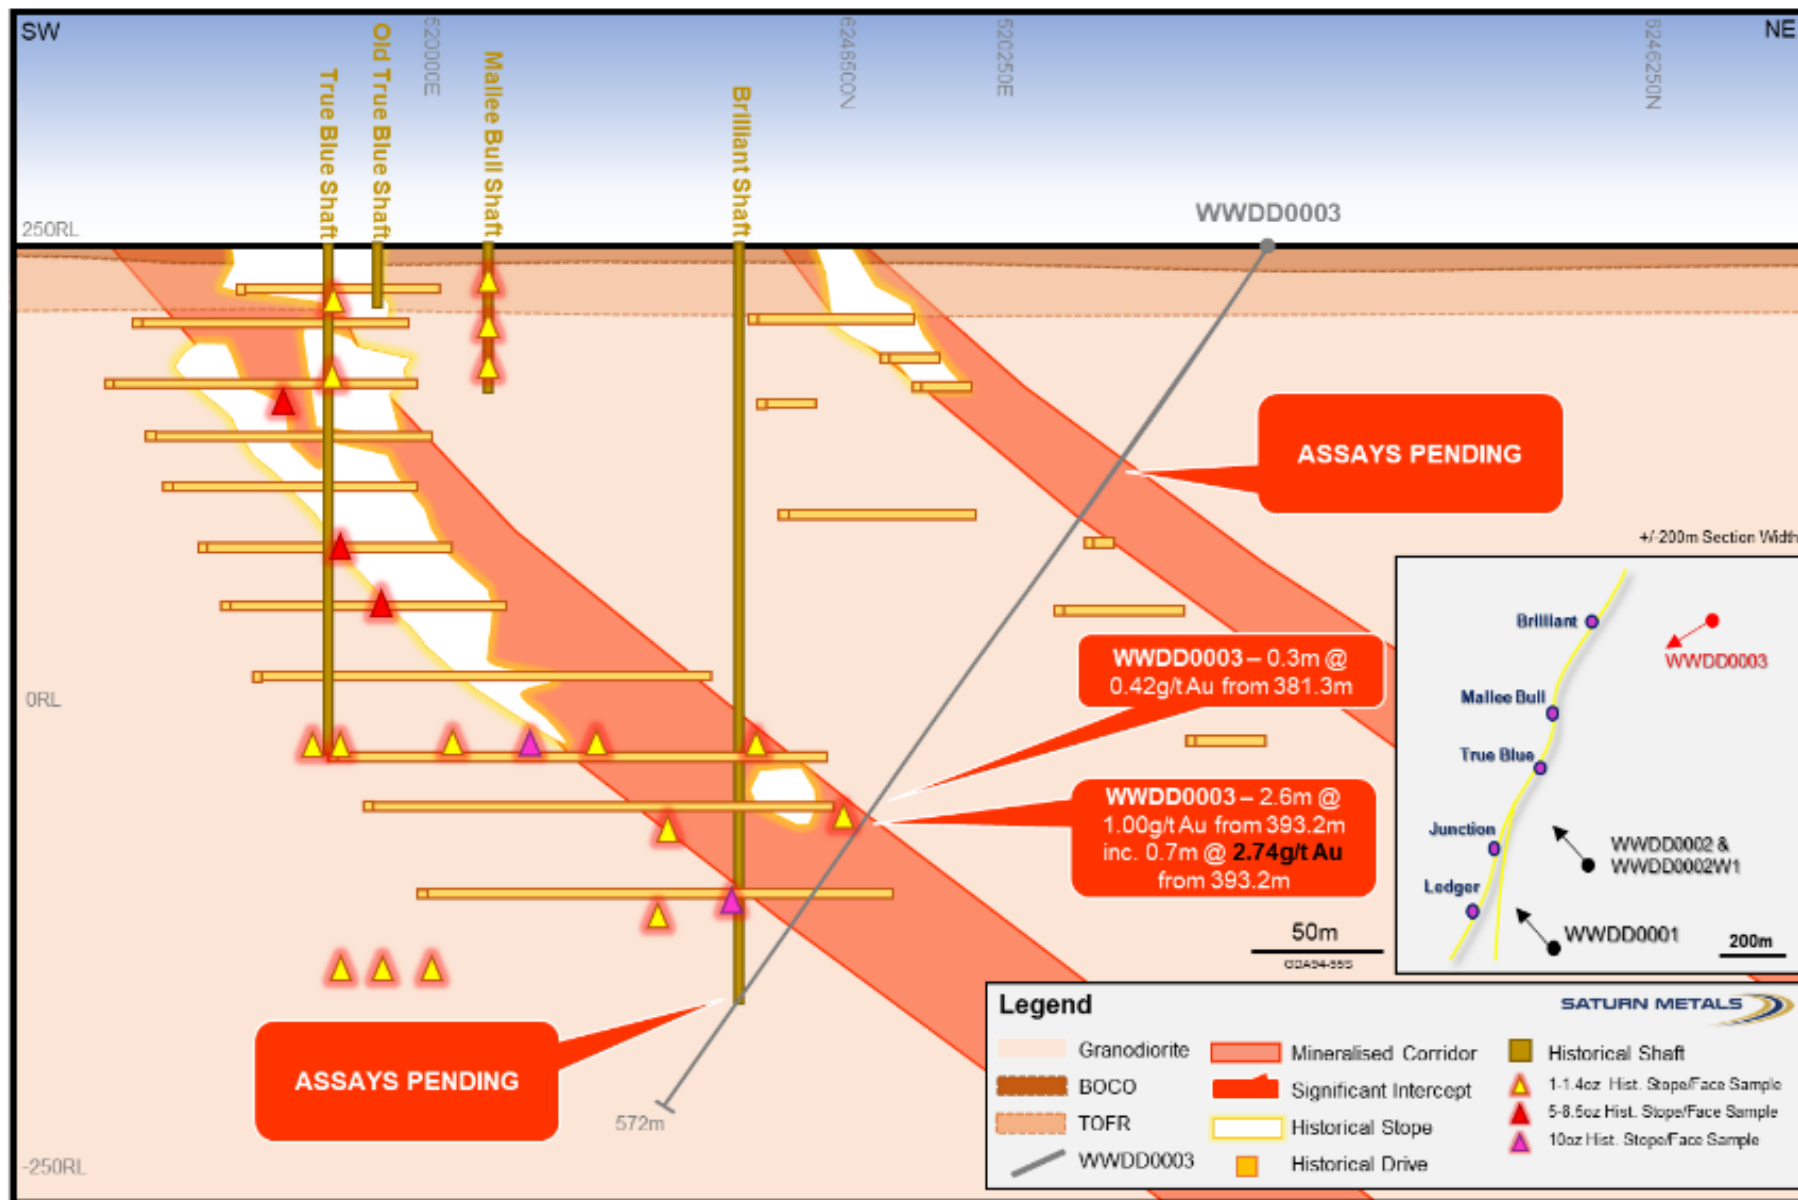 SW
NE
True Blue Shaft
Old True Blue Shaft
520000E
Mallee Bull Shaft
Brilliant Shaft
6246500N
520250E
6246250N
250RL
WWDD0003
ASSAYS PENDING
+/-200m Section Width
WWDD0003 – 0.3m @
0.42g/t Au from 381.3m
0RL
WWDD0003 – 2.6m @
1.00g/t Au from 393.2m
inc. 0.7m @ 2.74g/t Au
from 393.2m
Brilliant
WWDD0003
Mallee Bull
True Blue
Junction
WWDD0002 &
WWDD0002W1
Ledger
WWDD0001
200m
50m
GDA94-55S
ASSAYS PENDING
572m
-250RL
Legend
SATURN METALS
Granodiorite
BOCO
TOFR
WWDD0003
Mineralised Corridor
Significant Intercept
Historical Stope
Historical Drive
Historical Shaft
1-1.4oz Hist. Stope/Face Sample
5-8.5oz Hist. Stope/Face Sample
10oz Hist. Stope/Face Sample